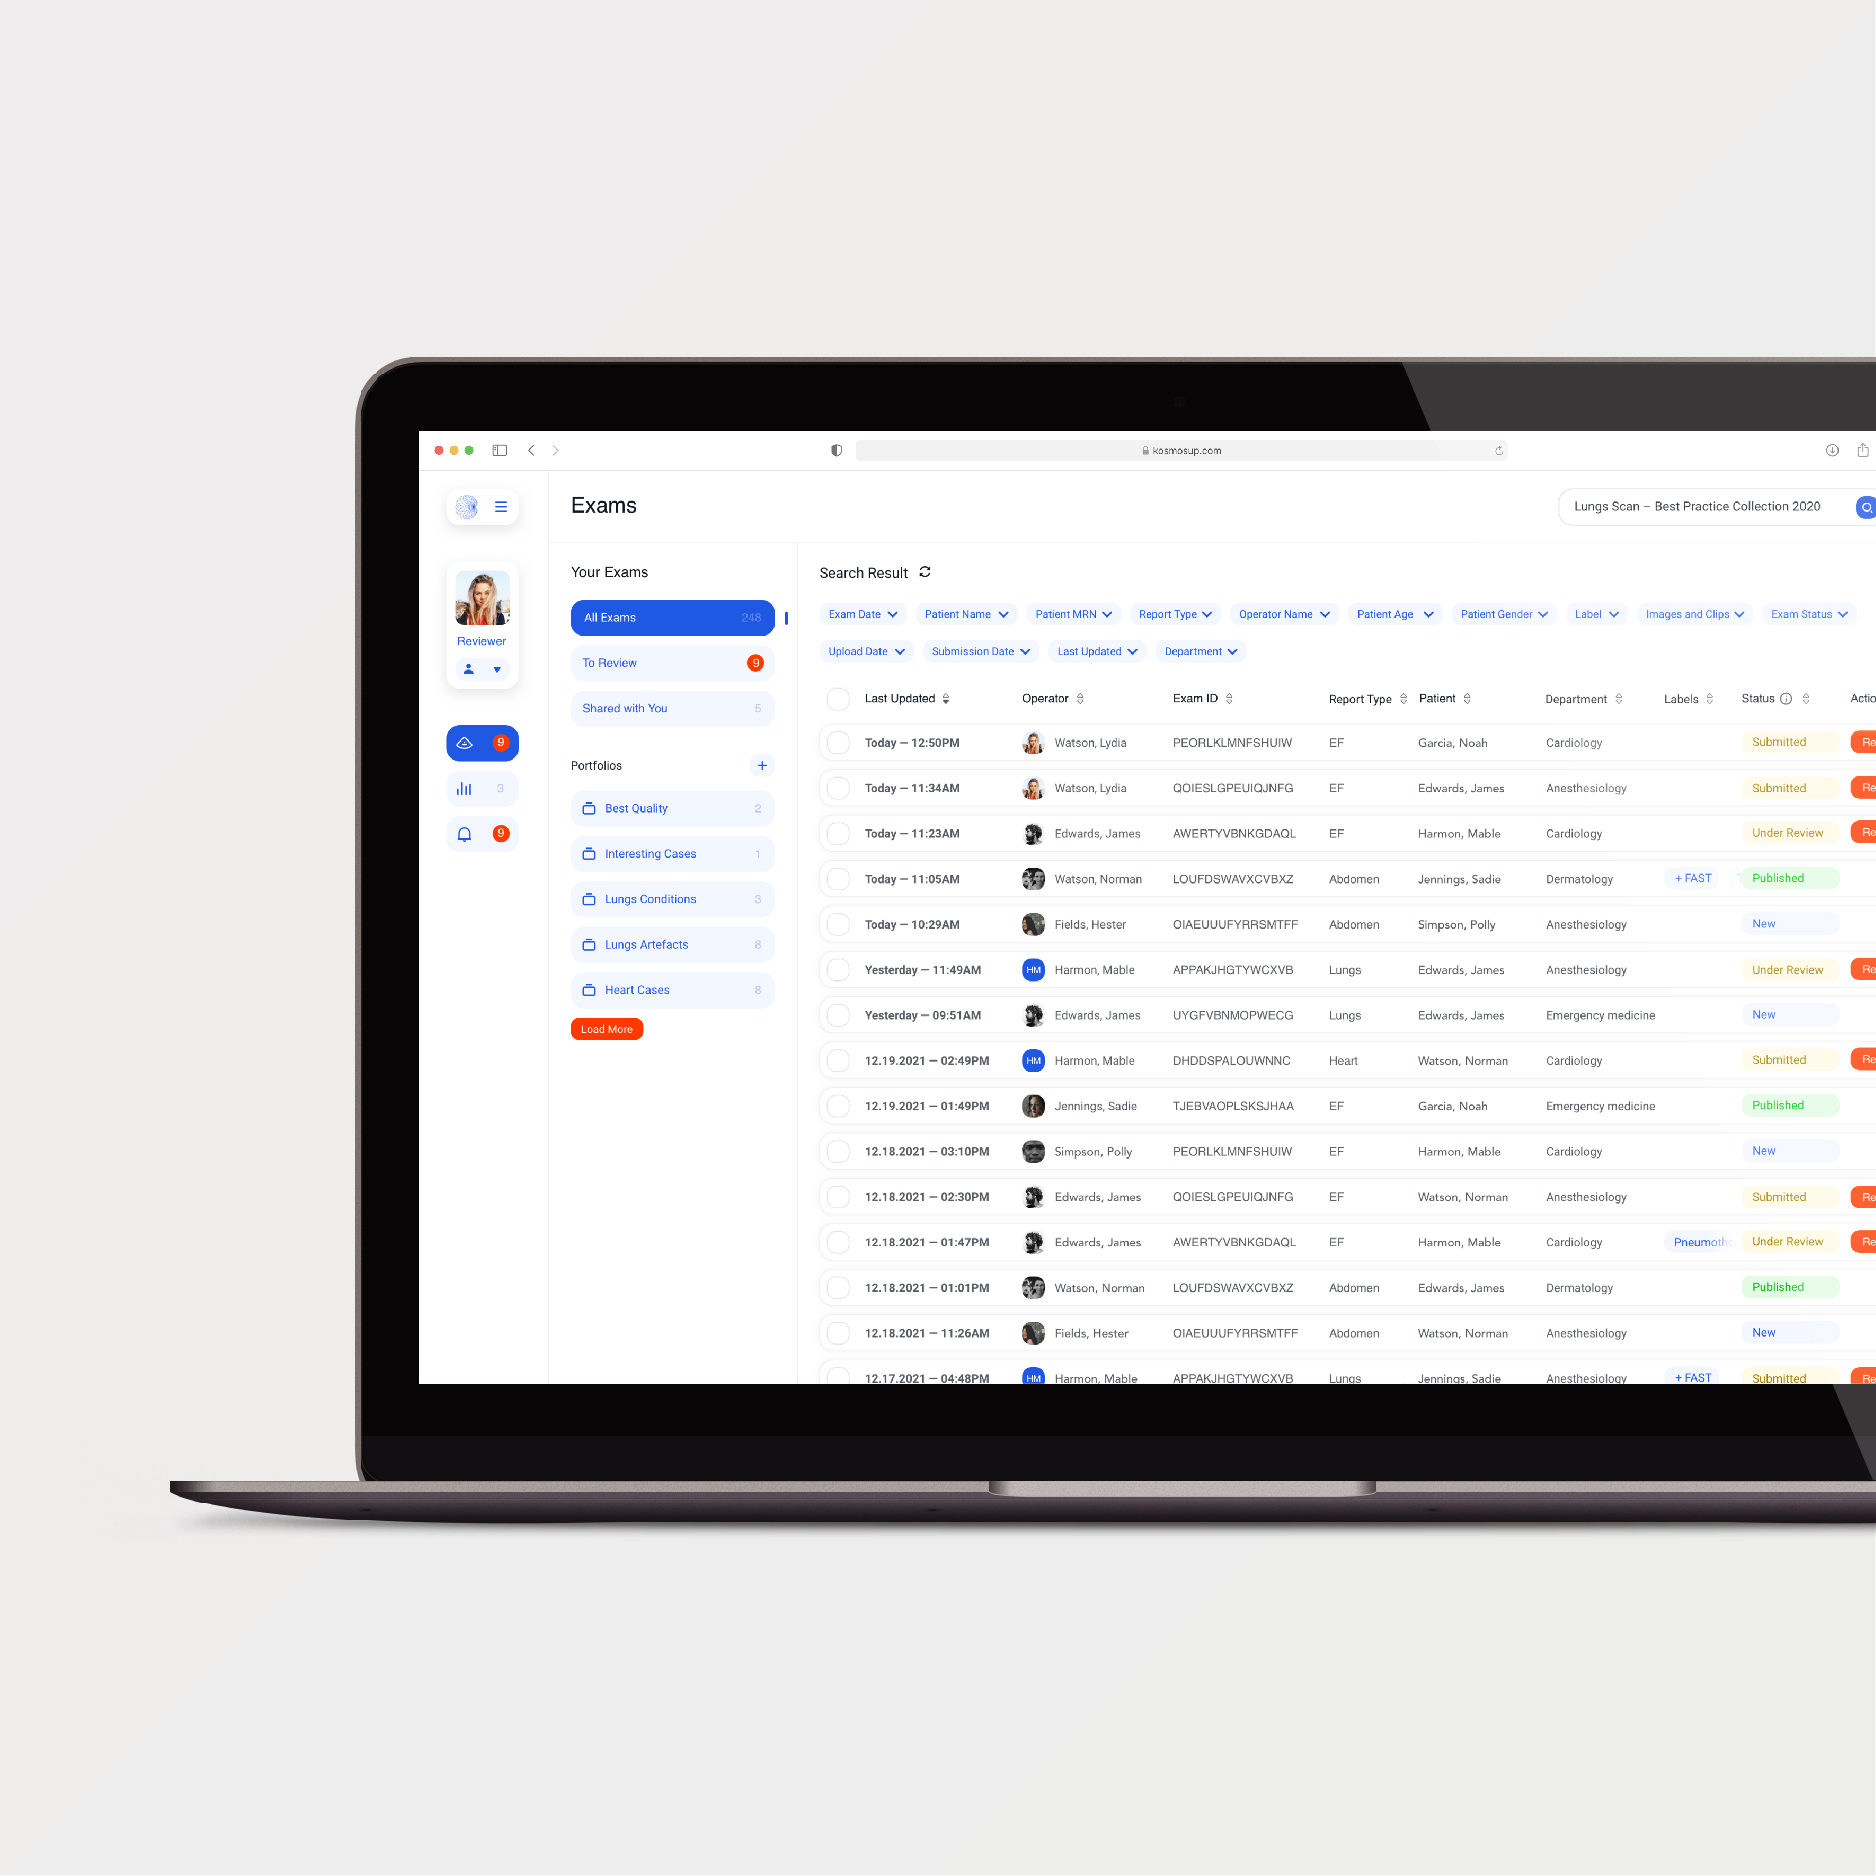 kosmosup.com
Exams
Lungs Scan – Best Practice Collection 2020
Reviewer
9
3
9
Your Exams
All Exams 248
To Review 9
Shared with You 5
Portfolios +
Best Quality 2
Interesting Cases 1
Lungs Conditions 3
Lungs Artefacts 8
Heart Cases 8
Load More
Search Result
Exam Date Patient Name Patient MRN Report Type Operator Name Patient Age Patient Gender Label Images and Clips Exam Status
Upload Date Submission Date Last Updated Department
Last Updated Operator Exam ID Report Type Patient Department Labels Status Actio
Today — 12:50PM Watson, Lydia PEORLKLMNFSHUIW EF Garcia, Noah Cardiology Submitted Re
Today — 11:34AM Watson, Lydia QOIESLGPEUIQJNFG EF Edwards, James Anesthesiology Submitted Re
Today — 11:23AM Edwards, James AWERTYVBNKGDAQL EF Harmon, Mable Cardiology Under Review Re
Today — 11:05AM Watson, Norman LOUFDSWAVXCVBXZ Abdomen Jennings, Sadie Dermatology + FAST Published
Today — 10:29AM Fields, Hester OIAEUUUFYRRSMTFF Abdomen Simpson, Polly Anesthesiology New
Yesterday — 11:49AM HM Harmon, Mable APPAKJHGTYWCXVB Lungs Edwards, James Anesthesiology Under Review Re
Yesterday — 09:51AM Edwards, James UYGFVBNMOPWECG Lungs Edwards, James Emergency medicine New
12.19.2021 — 02:49PM HM Harmon, Mable DHDDSPALOUWNNC Heart Watson, Norman Cardiology Submitted Re
12.19.2021 — 01:49PM Jennings, Sadie TJEBVAOPLSKSJHAA EF Garcia, Noah Emergency medicine Published
12.18.2021 — 03:10PM Simpson, Polly PEORLKLMNFSHUIW EF Harmon, Mable Cardiology New
12.18.2021 — 02:30PM Edwards, James QOIESLGPEUIQJNFG EF Watson, Norman Anesthesiology Submitted Re
12.18.2021 — 01:47PM Edwards, James AWERTYVBNKGDAQL EF Harmon, Mable Cardiology Pneumoth Under Review Re
12.18.2021 — 01:01PM Watson, Norman LOUFDSWAVXCVBXZ Abdomen Edwards, James Dermatology Published
12.18.2021 — 11:26AM Fields, Hester OIAEUUUFYRRSMTFF Abdomen Watson, Norman Anesthesiology New
12.17.2021 — 04:48PM HM Harmon, Mable APPAKJHGTYWCXVB Lungs Jennings, Sadie Anesthesiology + FAST Submitted Re